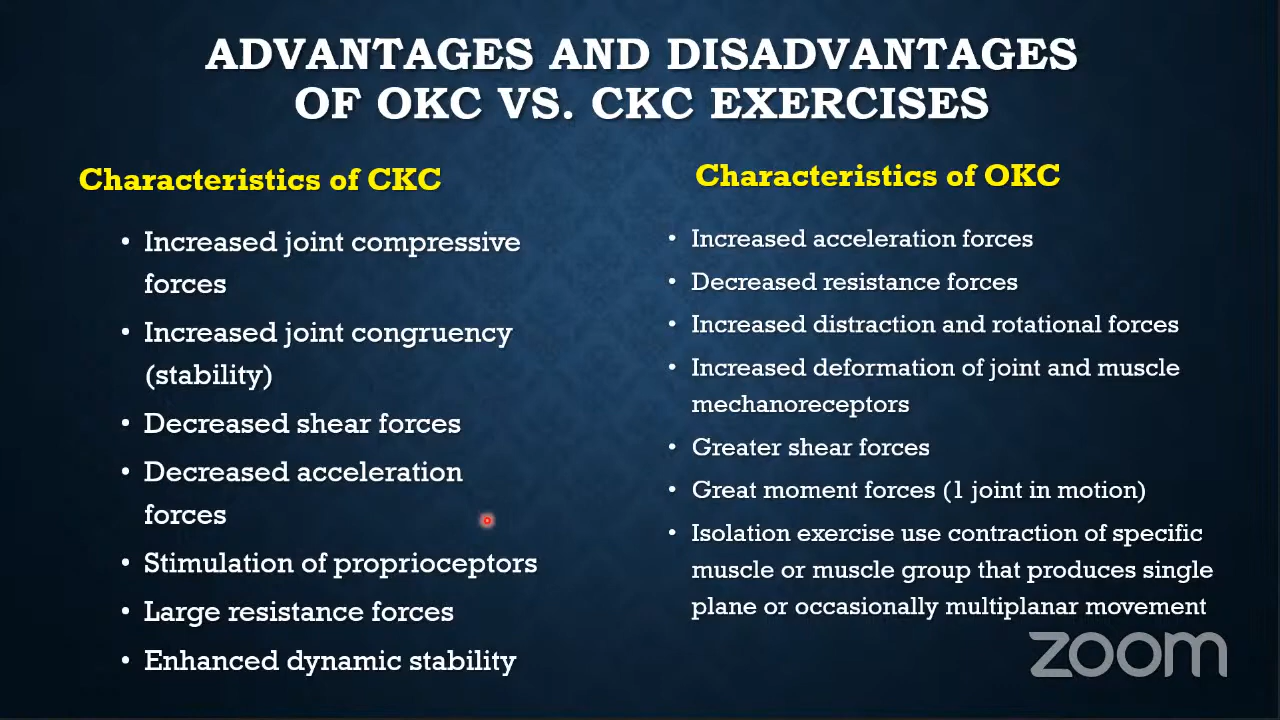 ADVANTAGES AND DISADVANTAGES
OF OKC VS. CKC EXERCISES
Characteristics of CKC
• Increased joint compressive
forces
• Increased joint congruency
(stability)
• Decreased shear forces
• Decreased acceleration
forces
• Stimulation of proprioceptors
• Large resistance forces
• Enhanced dynamic stability
Characteristics of OKC
• Increased acceleration forces
• Decreased resistance forces
• Increased distraction and rotational forces
• Increased deformation of joint and muscle
mechanoreceptors
• Greater shear forces
• Great moment forces (1 joint in motion)
• Isolation exercise use contraction of specific
muscle or muscle group that produces single
plane or occasionally multiplanar movement
zoom